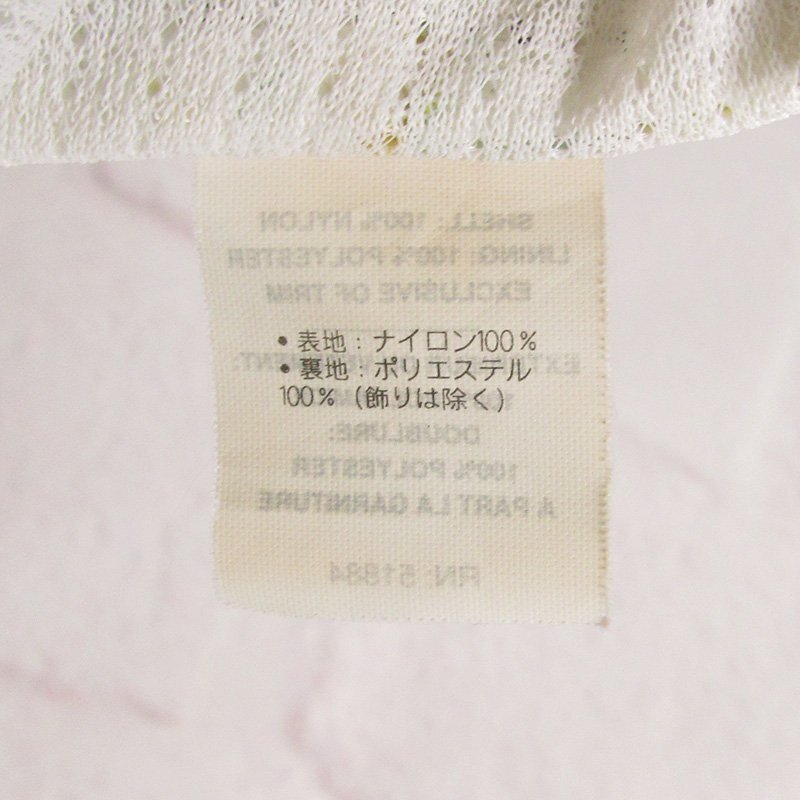 SHELL: 100% NYLON
LINING: 100% POLYESTER
EXCLUSIVE OF TRIM
• 表地：ナイロン100%
• 裏地：ポリエステル
100%（飾りは除く）
DOUBLURE:
100% POLYESTER
A PART LA GARNITURE
RN: 51884